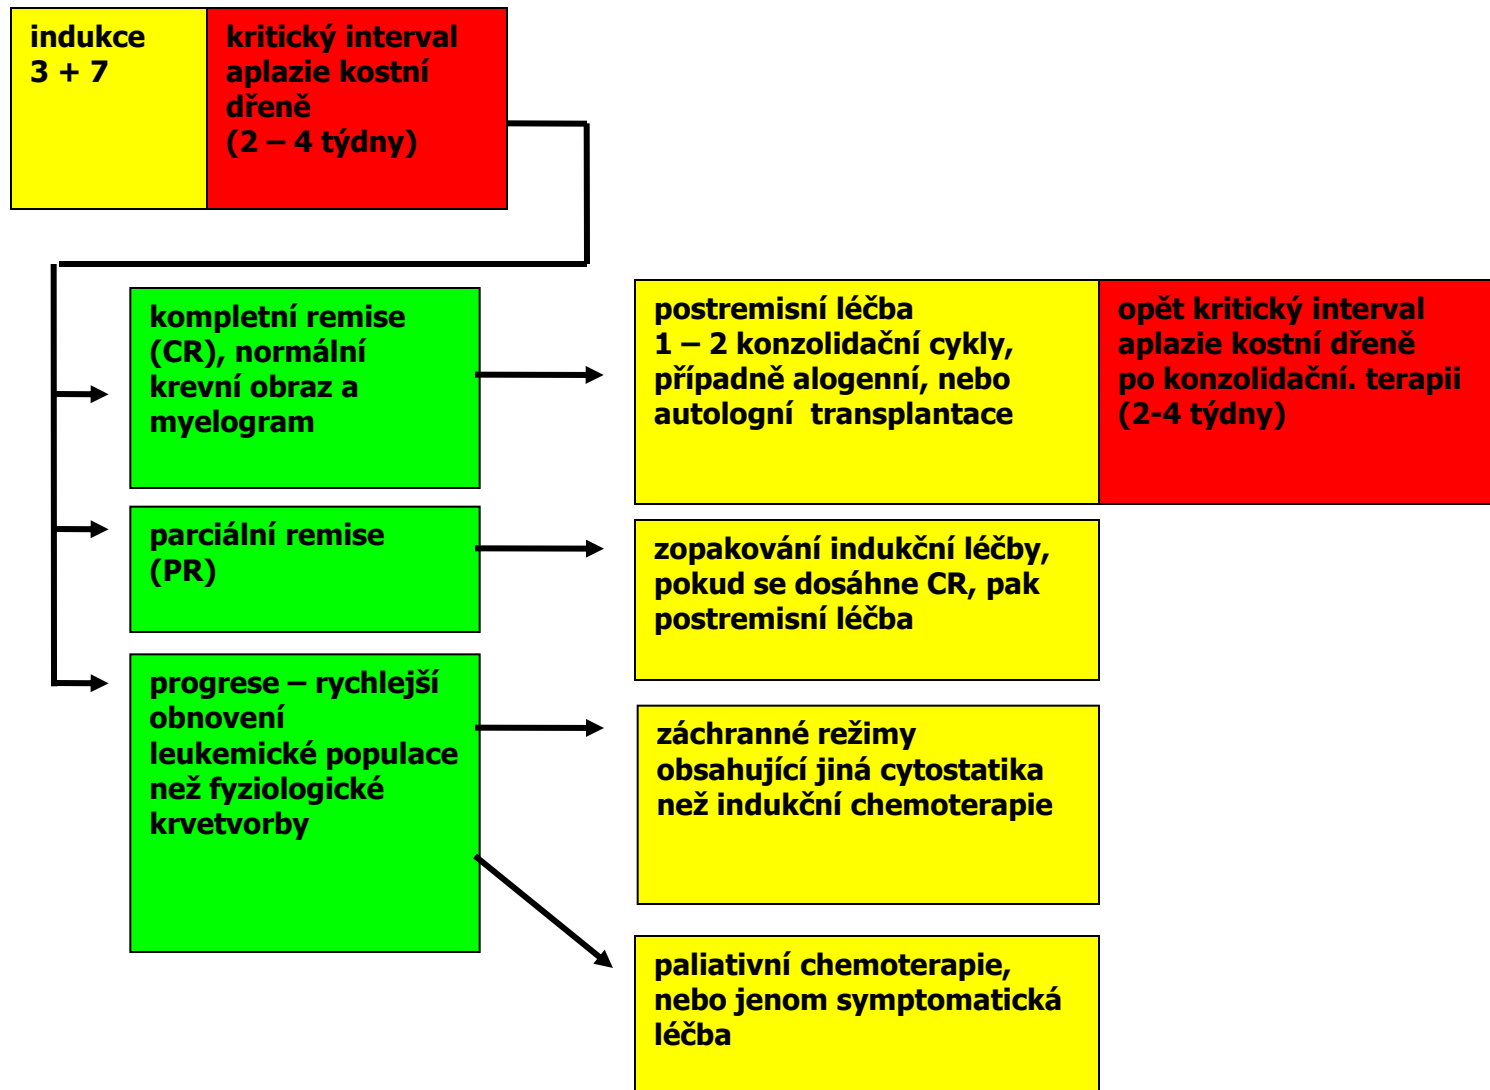 indukce
3 + 7
kritický interval
aplazie kostní
dřeně
(2 – 4 týdny)
kompletní remise
(CR), normální
krevní obraz a
myelogram
postremisní léčba
1 – 2 konzolidační cykly,
případně alogenní, nebo
autologní transplantace
opět kritický interval
aplazie kostní dřeně
po konzolidační. terapii
(2-4 týdny)
parciální remise
(PR)
zopakování indukční léčby,
pokud se dosáhne CR, pak
postremisní léčba
progrese – rychlejší
obnovení
leukemické populace
než fyziologické
krvetvorby
záchranné režimy
obsahující jiná cytostatika
než indukční chemoterapie
paliativní chemoterapie,
nebo jenom symptomatická
léčba